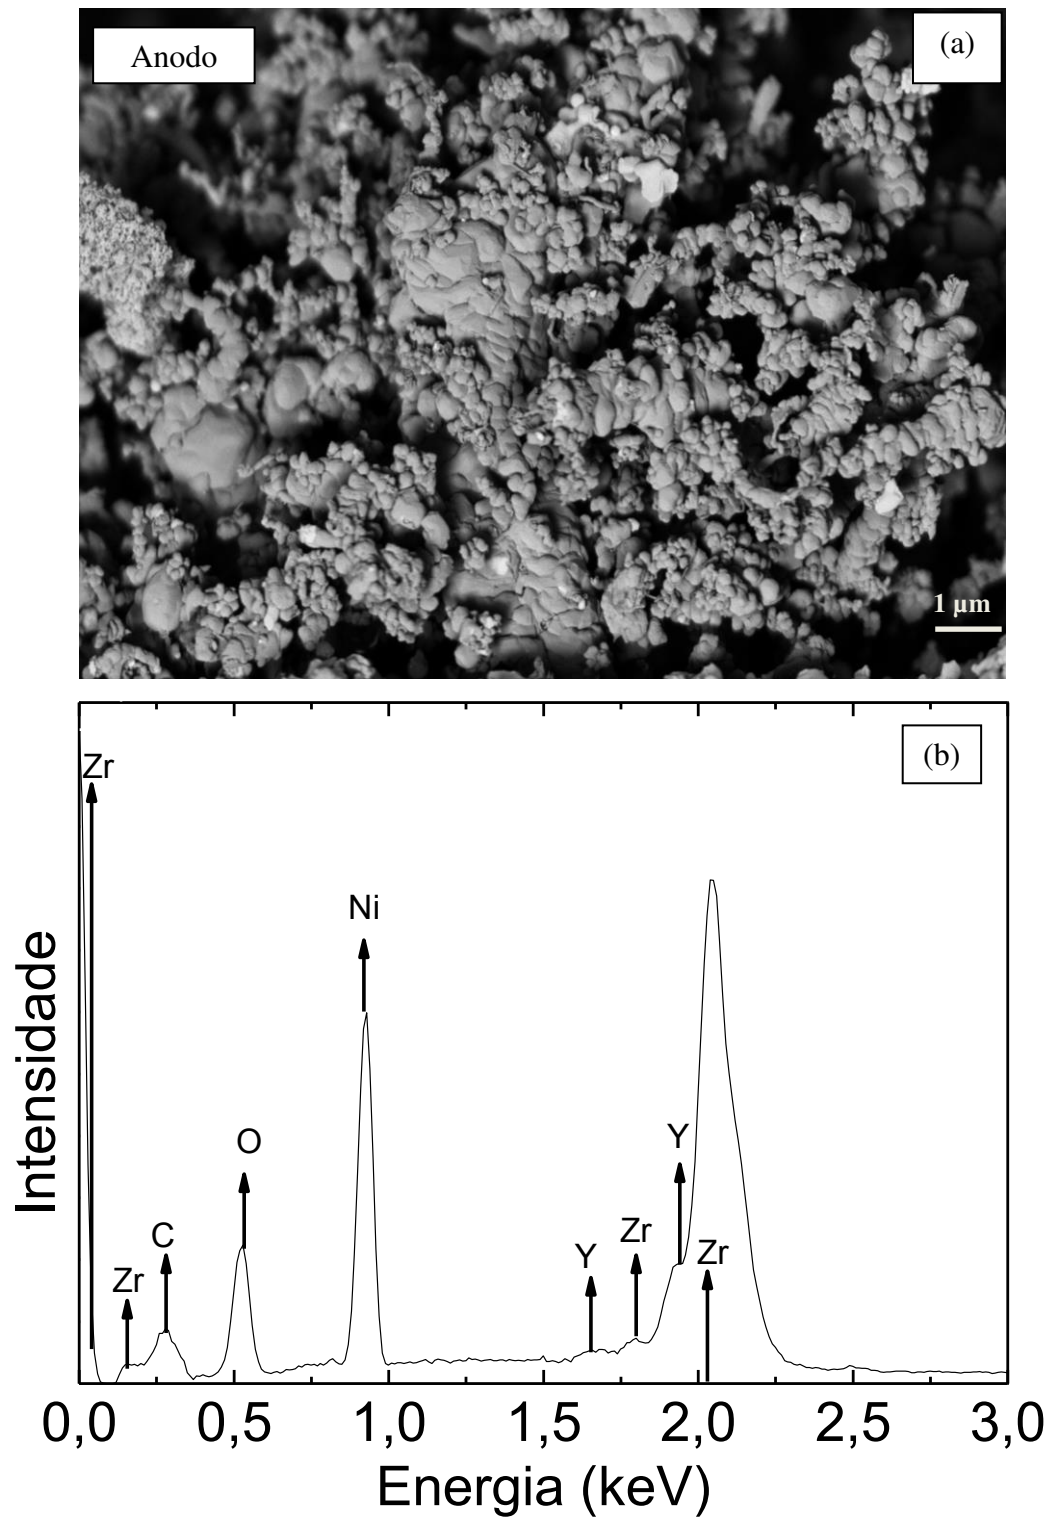 Anodo
(a)
1 µm
(b)
Zr
Ni
O
C
Zr
Y
Zr
Y
Zr
Intensidade
0,0 0,5 1,0 1,5 2,0 2,5 3,0
Energia (keV)